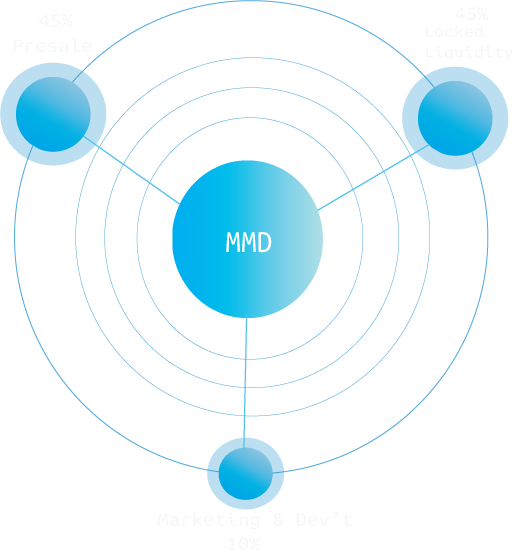 45%
Presale
45%
Locked
Liquidity
MMD
Marketing & Dev't
10%